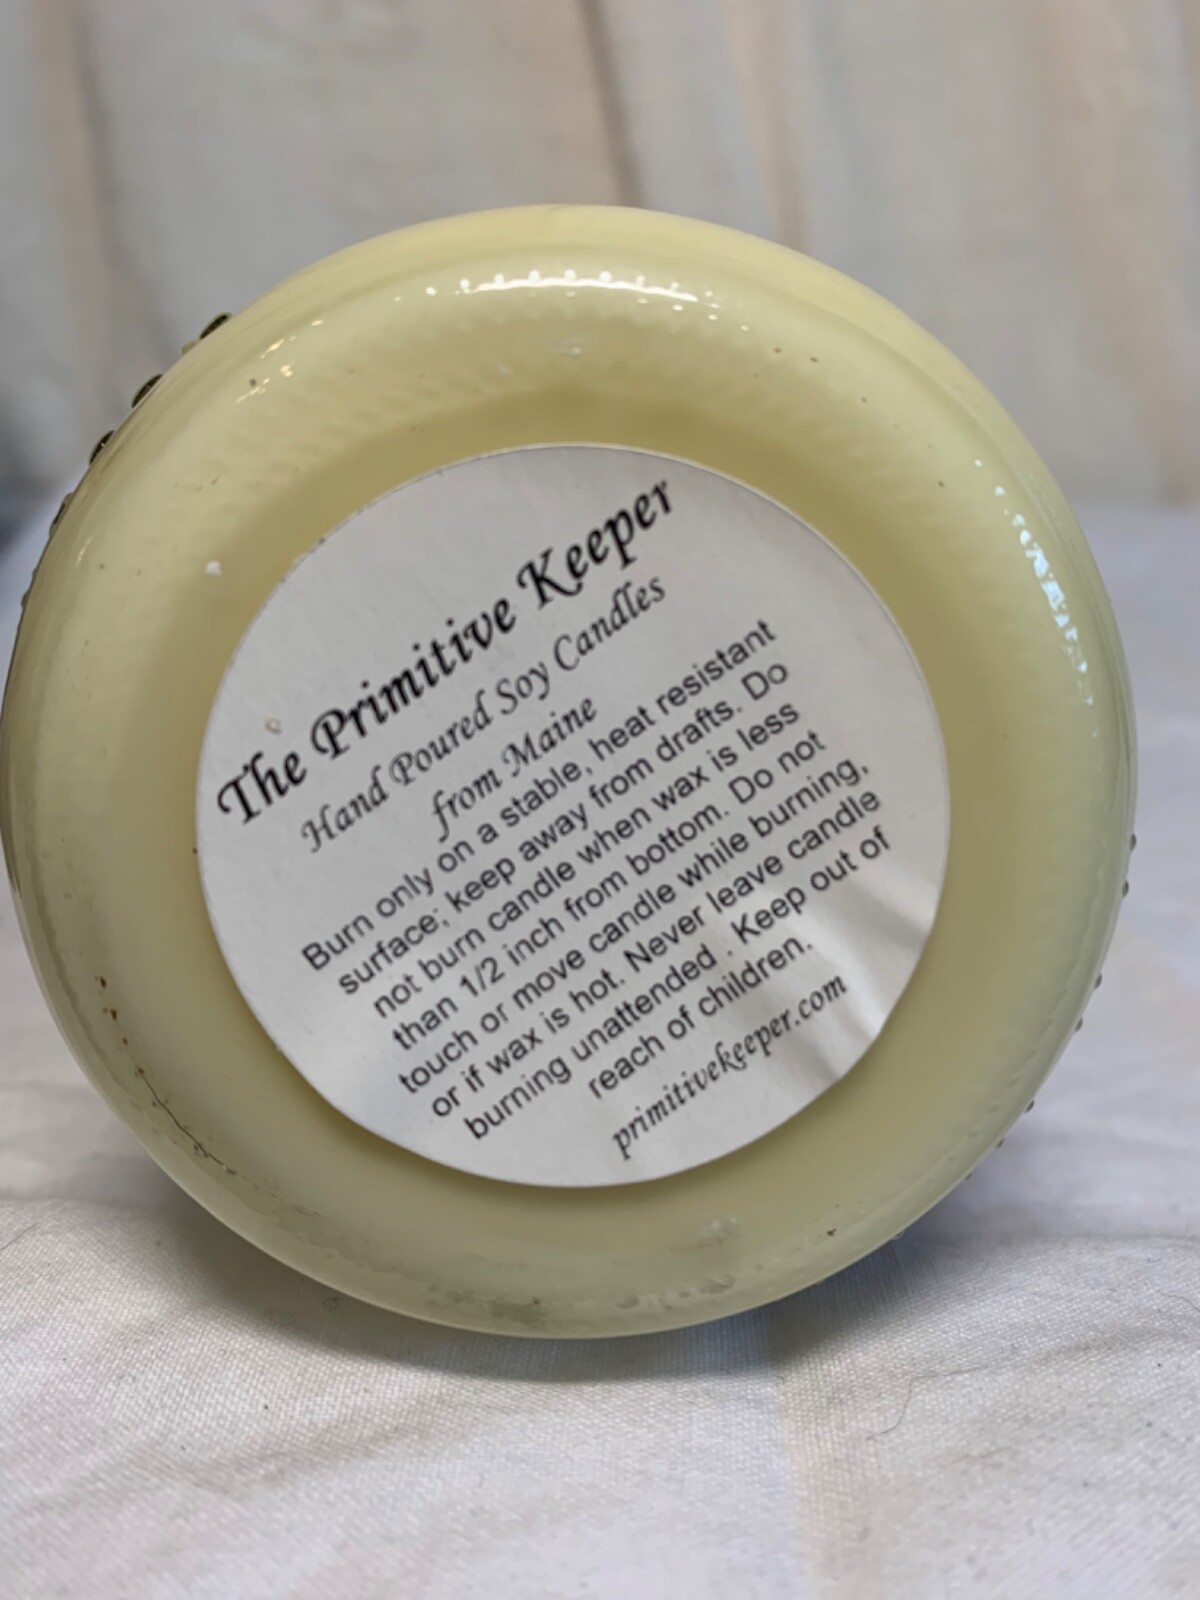 The Primitive Keeper
Hand Poured Soy Candles
from Maine
Burn only on a stable, heat resistant
surface; keep away from drafts. Do
not burn candle when wax is less
than 1/2 inch from bottom. Do not
touch or move candle while burning,
or if wax is hot. Never leave candle
burning unattended . Keep out of
reach of children.
primitivekeeper.com